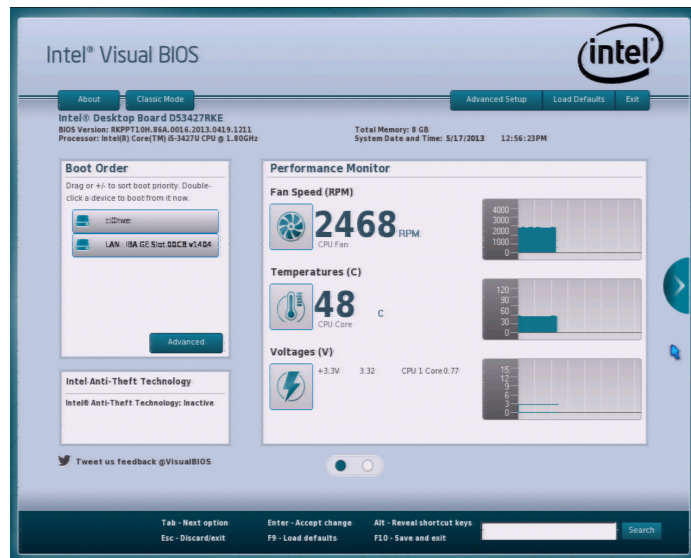 Intel® Visual BIOS
intel
About
Classic Mode
Advanced Setup
Load Defaults
Exit
Intel® Desktop Board D53427RKE
BIOS Version: RKPPT10H.86A.0016.2013.0419.1211
Processor: Intel(R) Core(TM) i5-3427U CPU @ 1.80GHz
Total Memory: 8 GB
System Date and Time: 5/17/2013 12:56:23PM
Boot Order
Drag or +/- to sort boot priority. Double-
click a device to boot from it now.
LAN : IBA GE Slot 00C8 v1404
Advanced
Intel Anti-Theft Technology
Intel® Anti-Theft Technology: Inactive
Tweet us feedback @VisualBIOS
Performance Monitor
Fan Speed (RPM)
2468 RPM
CPU Fan
4000
3000
2000
1000
0
Temperatures (C)
48 C
CPU Core
120
90
60
30
0
Voltages (V)
+3.3V 3.32 CPU 1 Core 0.77
15
12
9
6
3
0
Tab - Next option
Enter - Accept change
Alt - Reveal shortcut keys
Esc - Discard/exit
F9 - Load defaults
F10 - Save and exit
Search